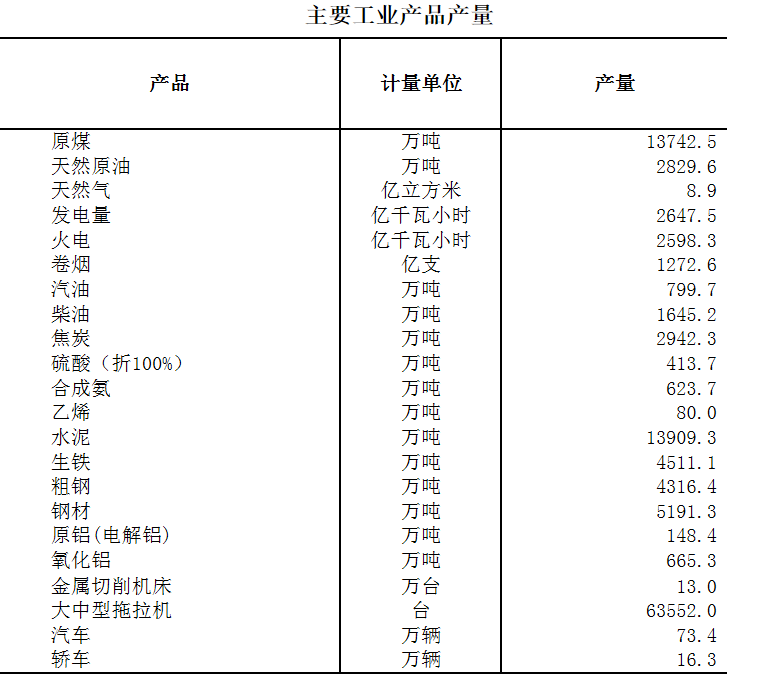 主要工业产品产量
产品 计量单位 产量
原煤 万吨 13742.5
天然原油 万吨 2829.6
天然气 亿立方米 8.9
发电量 亿千瓦小时 2647.5
火电 亿千瓦小时 2598.3
卷烟 亿支 1272.6
汽油 万吨 799.7
柴油 万吨 1645.2
焦炭 万吨 2942.3
硫酸（折100%） 万吨 413.7
合成氨 万吨 623.7
乙烯 万吨 80.0
水泥 万吨 13909.3
生铁 万吨 4511.1
粗钢 万吨 4316.4
钢材 万吨 5191.3
原铝(电解铝) 万吨 148.4
氧化铝 万吨 665.3
金属切削机床 万台 13.0
大中型拖拉机 台 63552.0
汽车 万辆 73.4
轿车 万辆 16.3